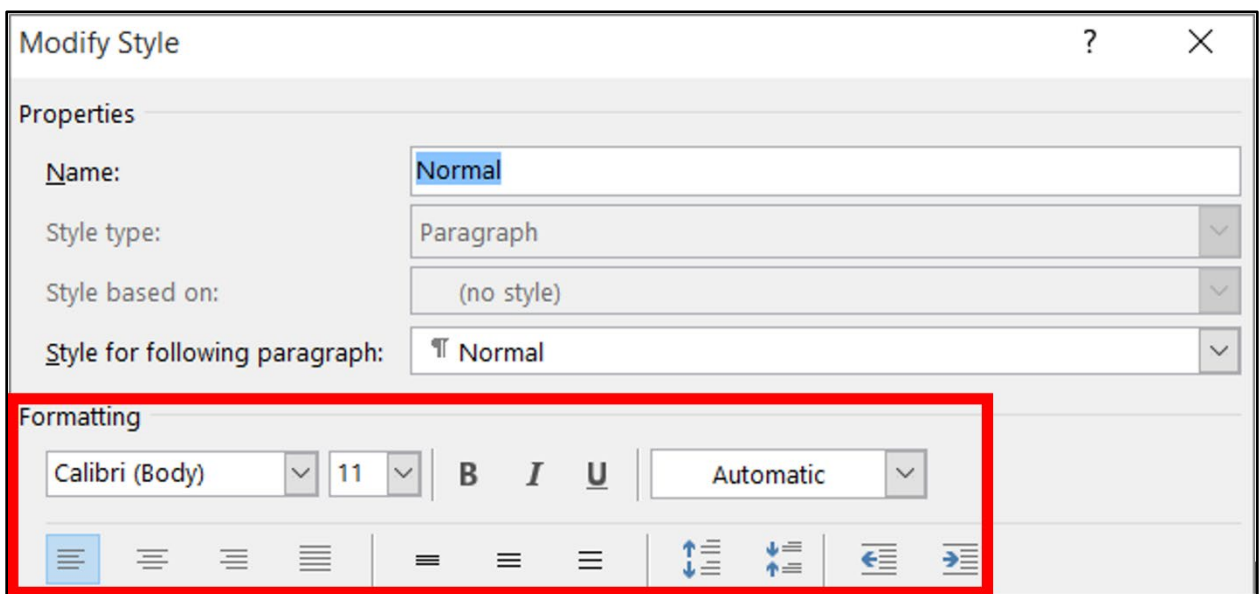 Modify Style ?
Properties
Name: Normal
Style type: Paragraph
Style based on: (no style)
Style for following paragraph: ¶ Normal
Formatting
Calibri (Body) 11 B I U Automatic